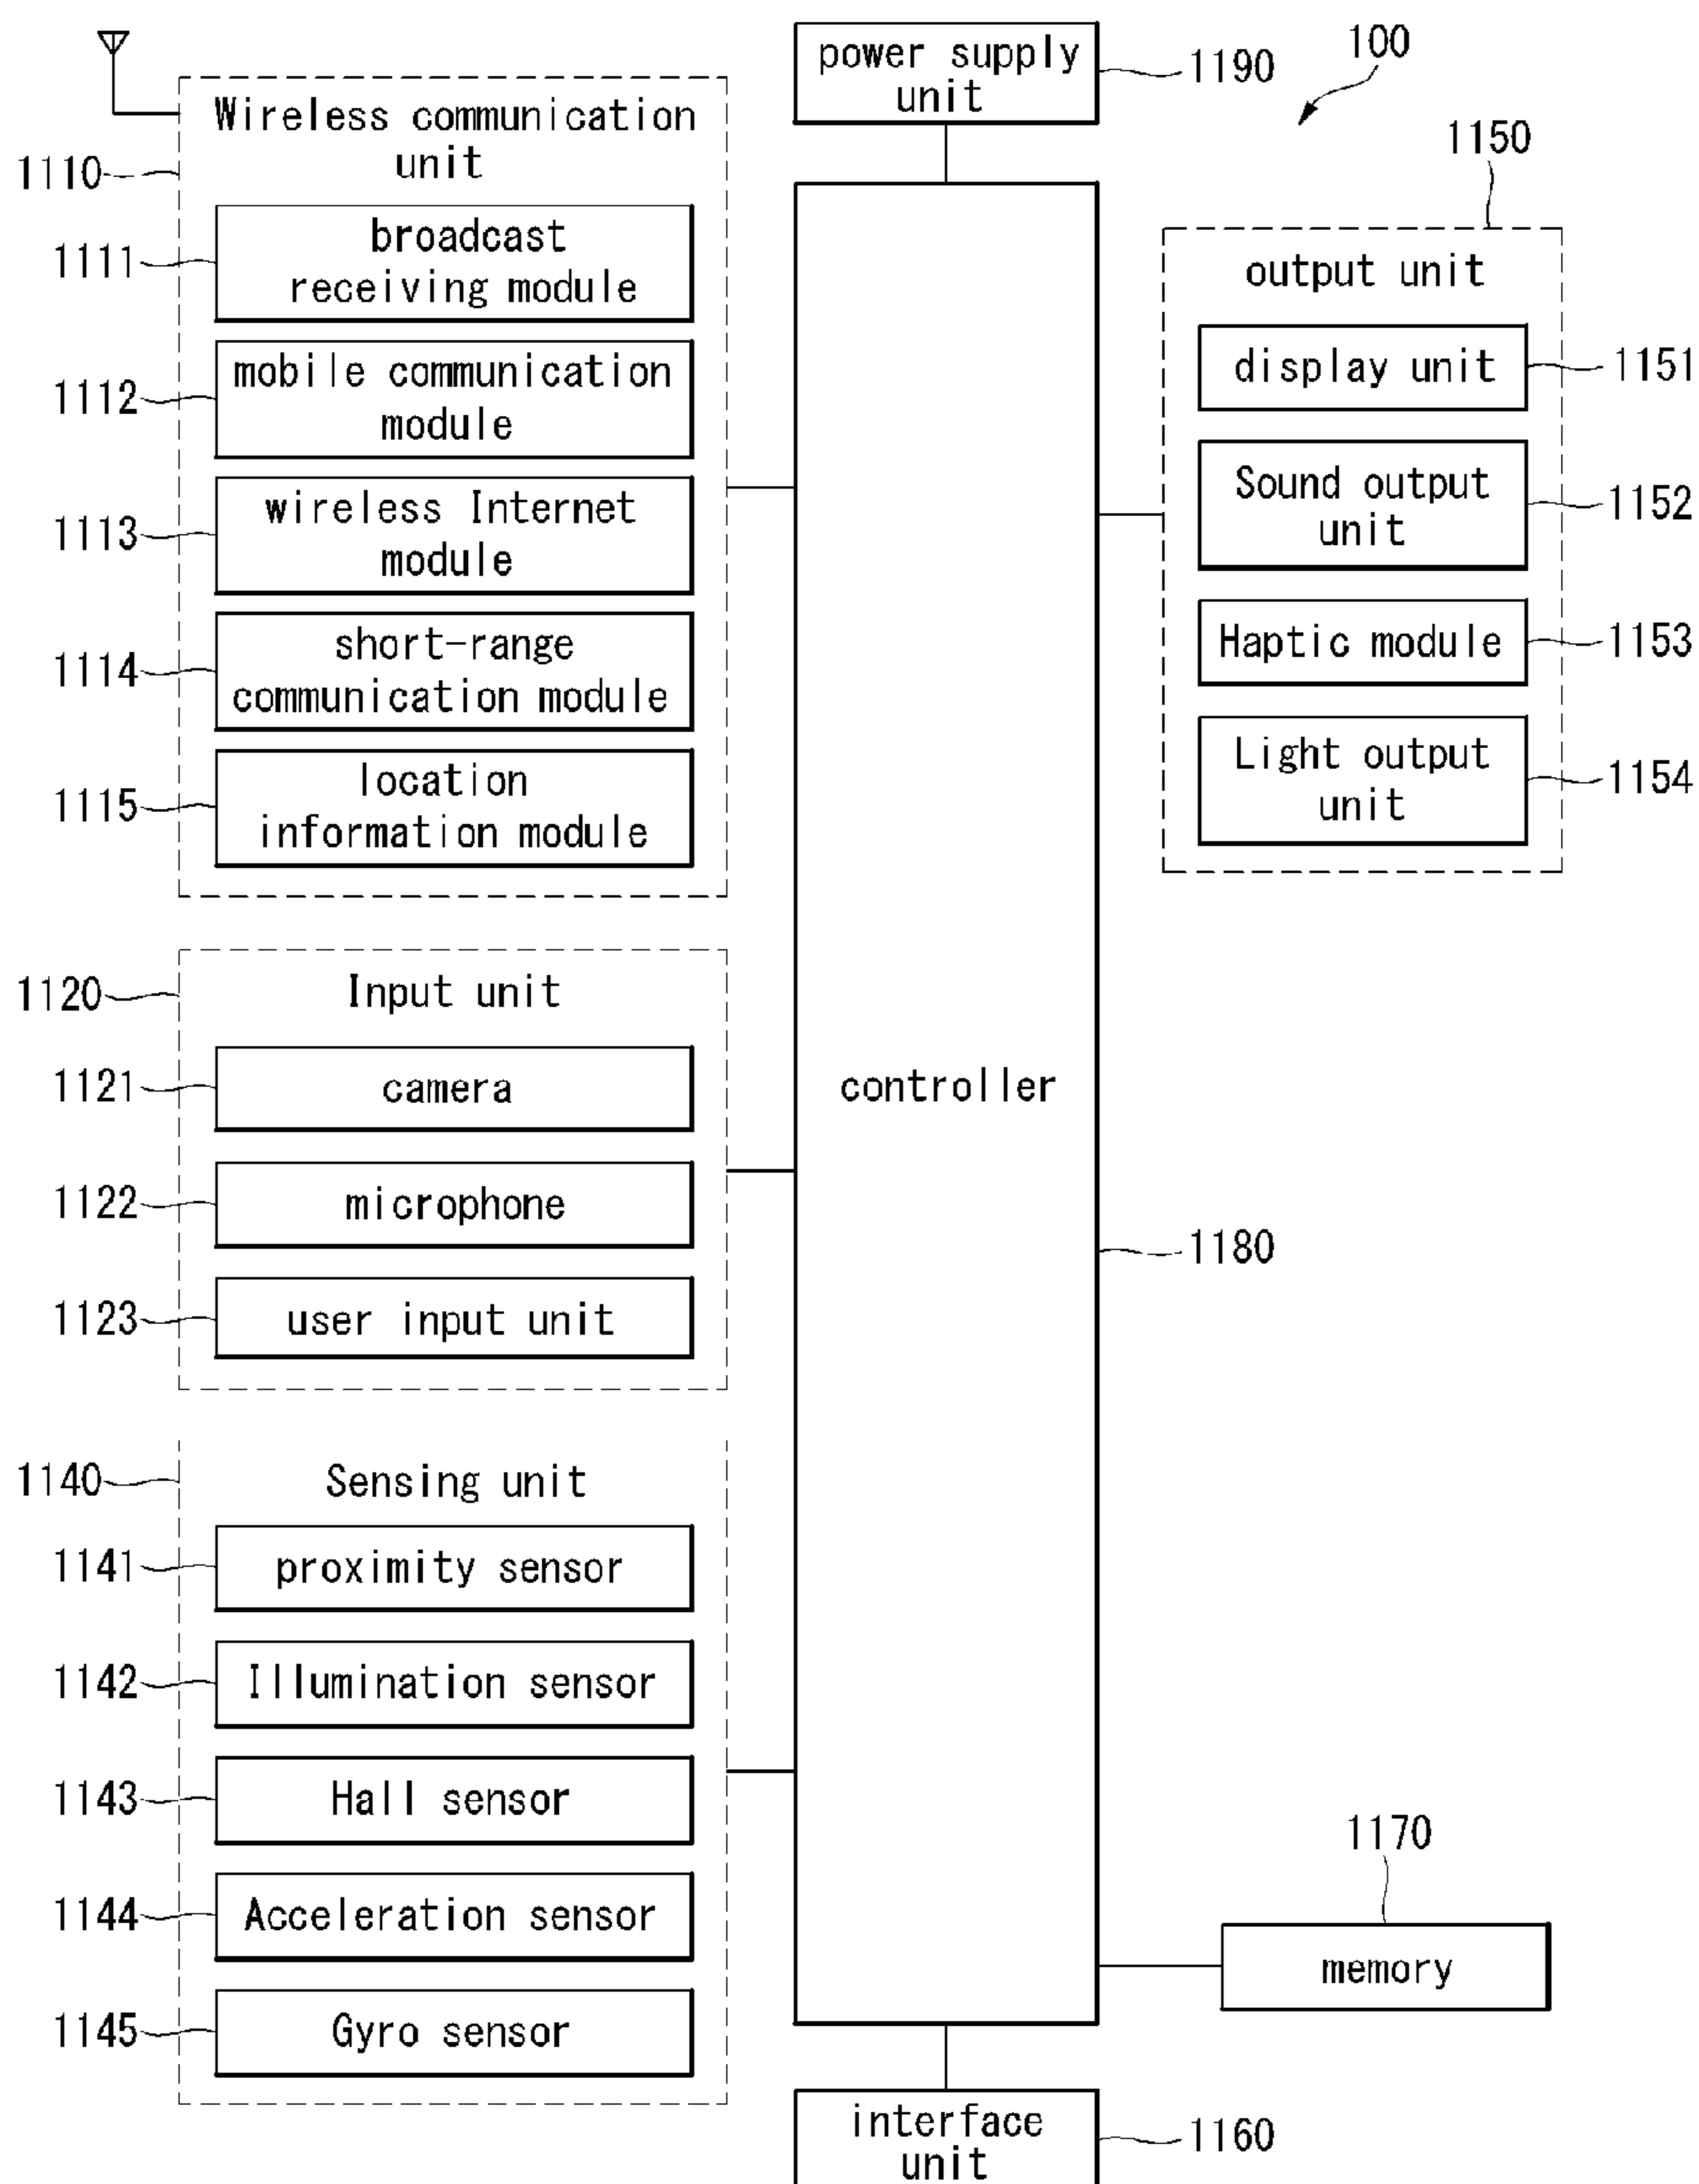 power supply
unit
1190
100
Wireless communication
unit
1110
broadcast
receiving module
1111
mobile communication
module
1112
wireless Internet
module
1113
short-range
communication module
1114
location
information module
1115
Input unit
1120
camera
1121
microphone
1122
user input unit
1123
Sensing unit
1140
proximity sensor
1141
Illumination sensor
1142
Hall sensor
1143
Acceleration sensor
1144
Gyro sensor
1145
controller
1180
1150
output unit
display unit
1151
Sound output
unit
1152
Haptic module
1153
Light output
unit
1154
1170
memory
interface
unit
1160